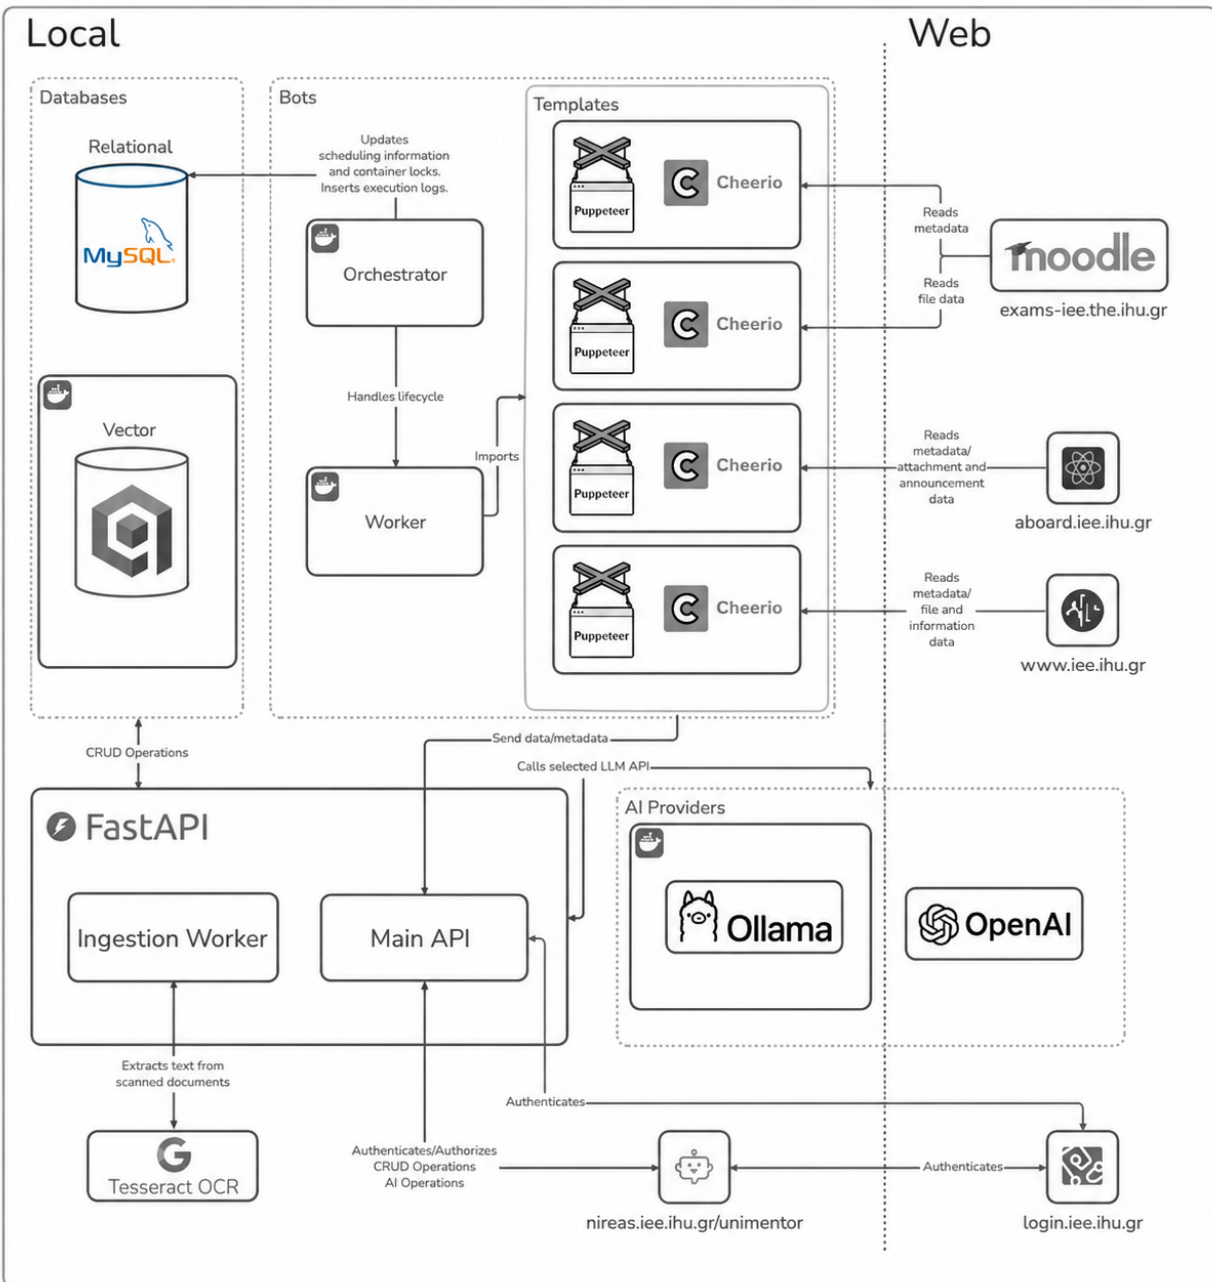 Local
Web
Databases
Relational
MySQL
Vector
Bots
Updates
scheduling information
and container locks.
Inserts execution logs.
Orchestrator
Handles lifecycle
Worker
Imports
Templates
Puppeteer
Cheerio
Puppeteer
Cheerio
Puppeteer
Cheerio
Puppeteer
Cheerio
Reads
metadata
Reads
file data
moodle
exams-iee.the.ihu.gr
Reads
metadata/
attachment and
announcement
data
aboard.iee.ihu.gr
Reads
metadata/
file and
information
data
www.iee.ihu.gr
CRUD Operations
Send data/metadata
Calls selected LLM API
FastAPI
Ingestion Worker
Main API
AI Providers
Ollama
OpenAI
Extracts text from
scanned documents
Tesseract OCR
Authenticates
Authenticates/Authorizes
CRUD Operations
AI Operations
nireas.iee.ihu.gr/unimentor
Authenticates
login.iee.ihu.gr